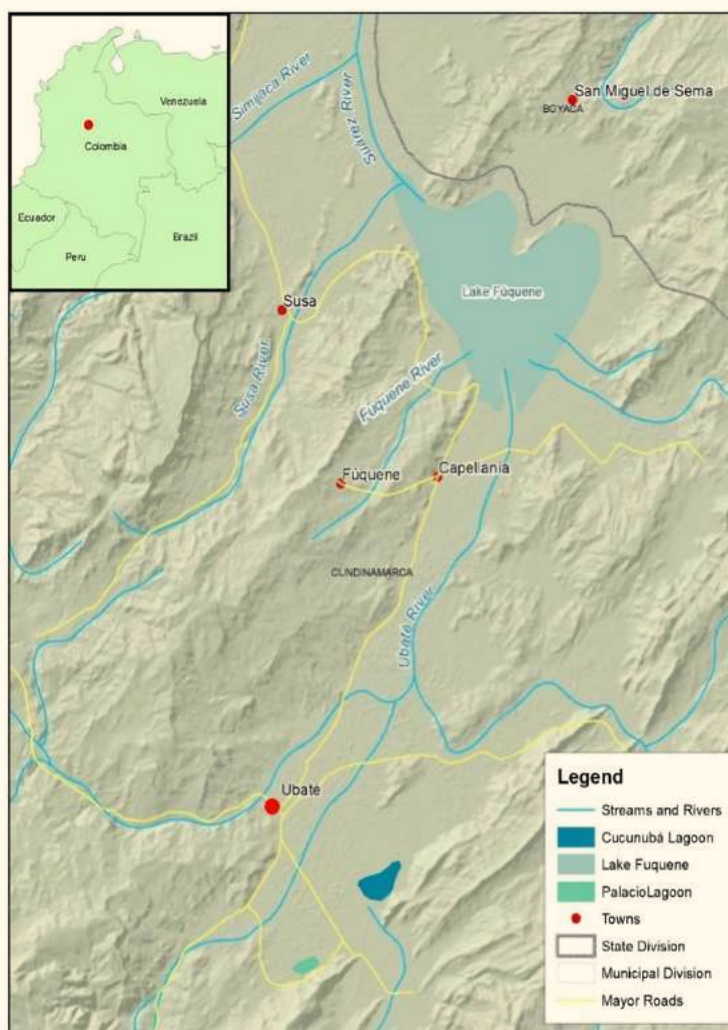 Venezuela
Colombia
Ecuador
Peru
Brazil
Simijaca River
Suárez River
San Miguel de Sema
BOYACA
Lake Fúquene
Susa
Susa River
Fúquene River
Fúquene
Capellania
CUNDINAMARCA
Ubaté River
Ubaté
Legend
Streams and Rivers
Cucunubá Lagoon
Lake Fuquene
PalacioLagoon
Towns
State Division
Municipal Division
Mayor Roads